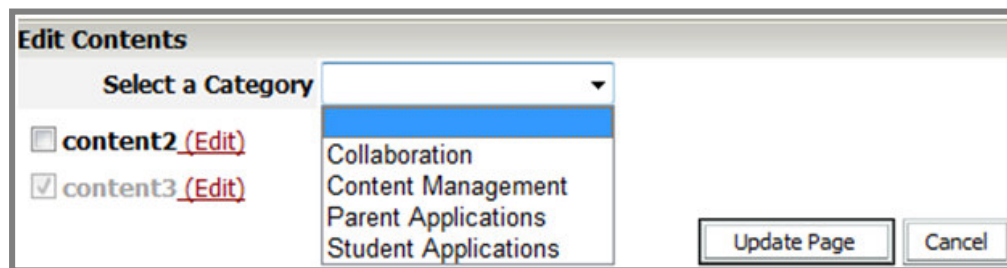 Edit Contents
Select a Category
content2 (Edit)
Collaboration
content3 (Edit)
Content Management
Parent Applications
Student Applications
Update Page Cancel